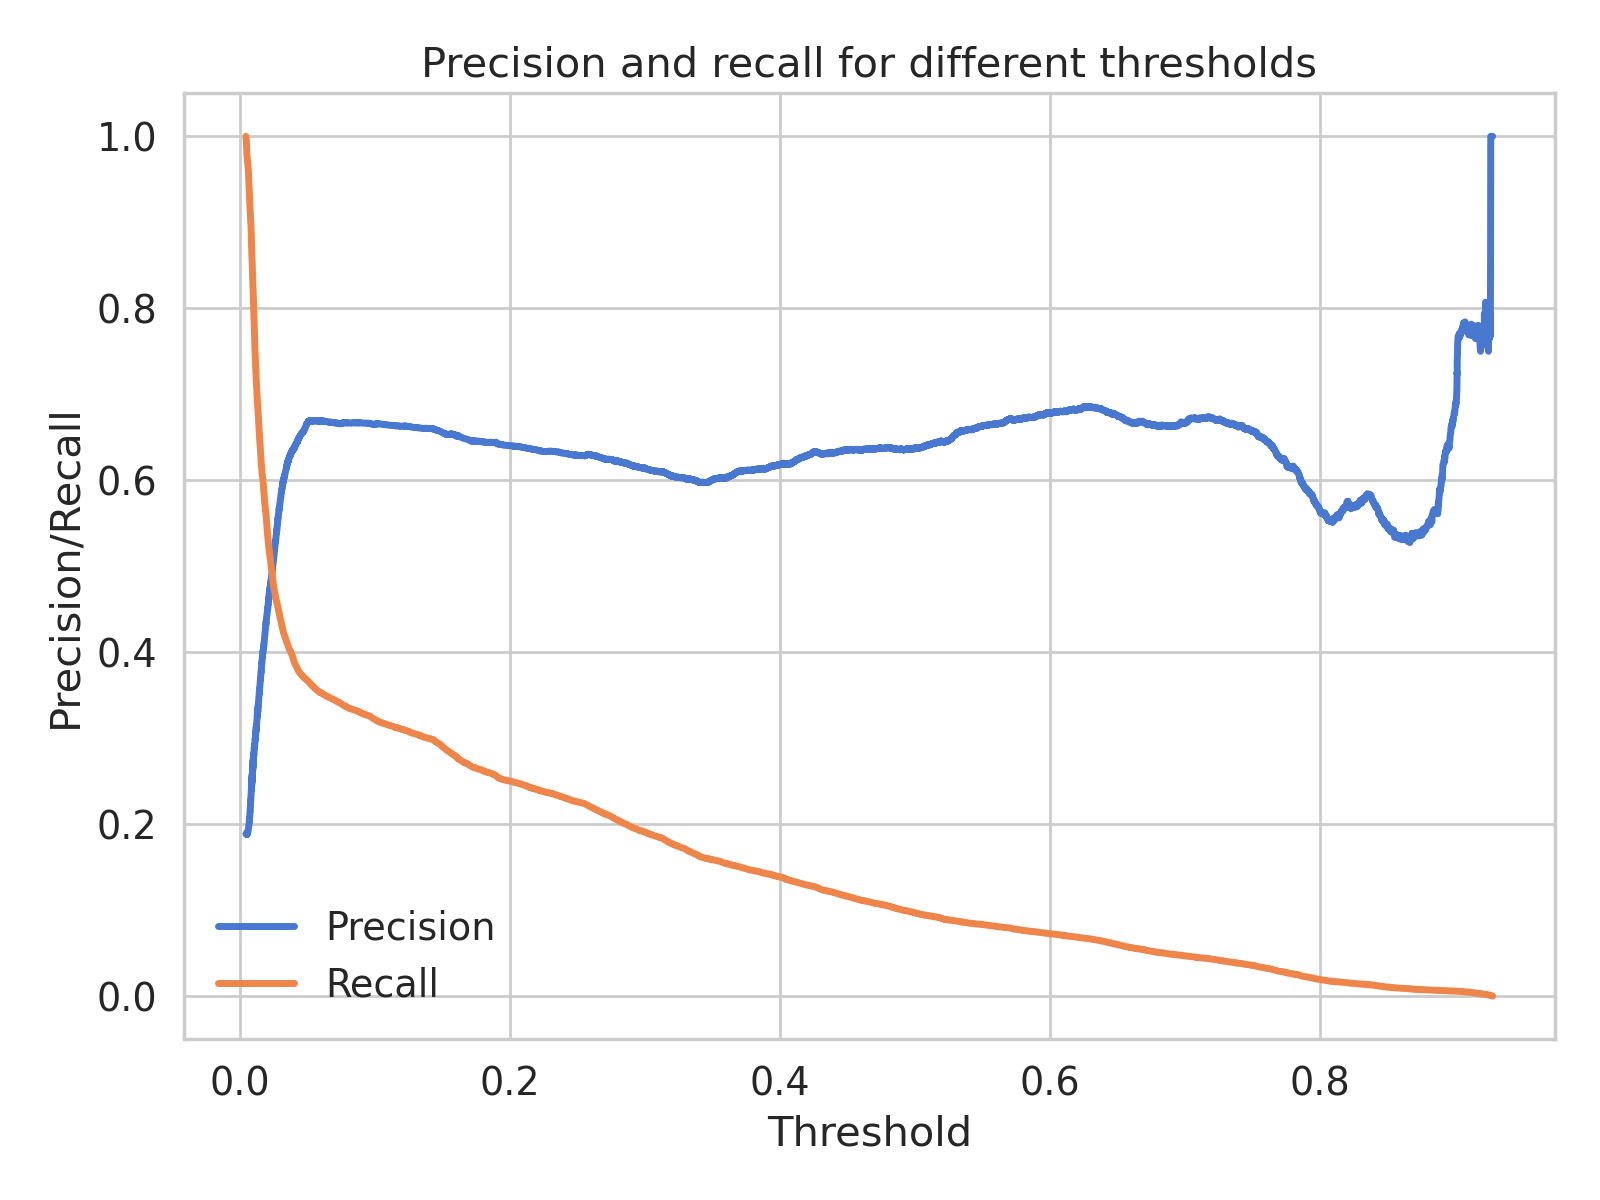 Precision and recall for different thresholds
1.0
0.8
0.6
0.4
0.2
0.0
Precision/Recall
Precision
Recall
0.0 0.2 0.4 0.6 0.8
Threshold